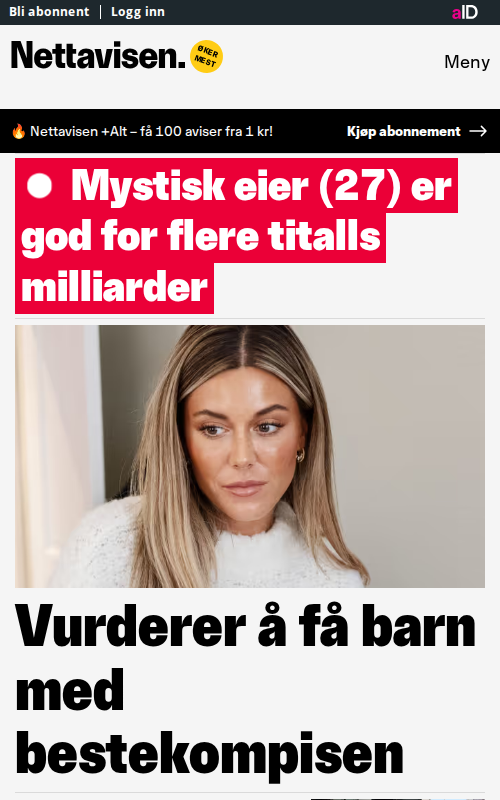 Bli abonnent | Logg inn
aID
Nettavisen.
ØKER
MEST
Meny
🔥 Nettavisen +Alt – få 100 aviser fra 1 kr!
Kjøp abonnement →
Mystisk eier (27) er
god for flere titalls
milliarder
Vurderer å få barn
med
bestekompisen